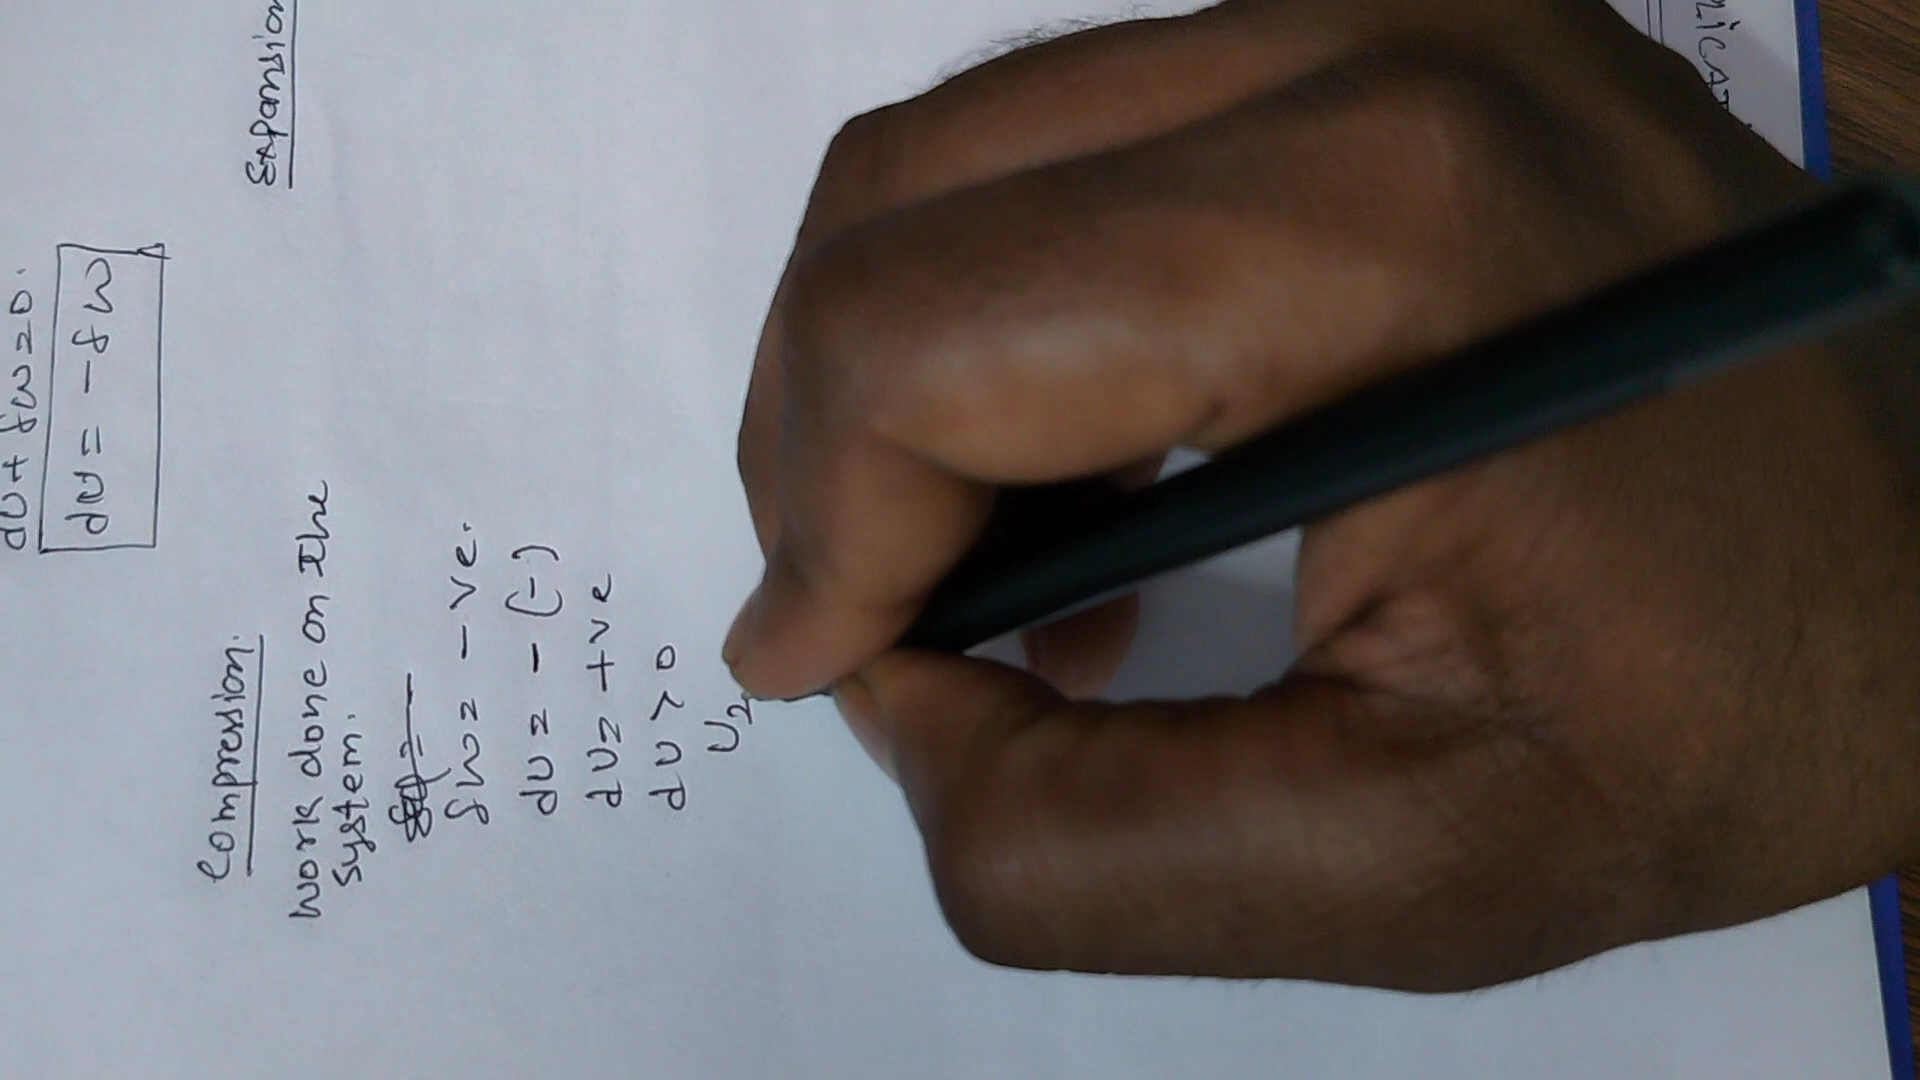 dU + δW = 0.
dU = - δW
Compression.
Expansion
Work done on the
system.
δW = - ve.
dU = - (-)
dU = + ve
dU > 0
U2